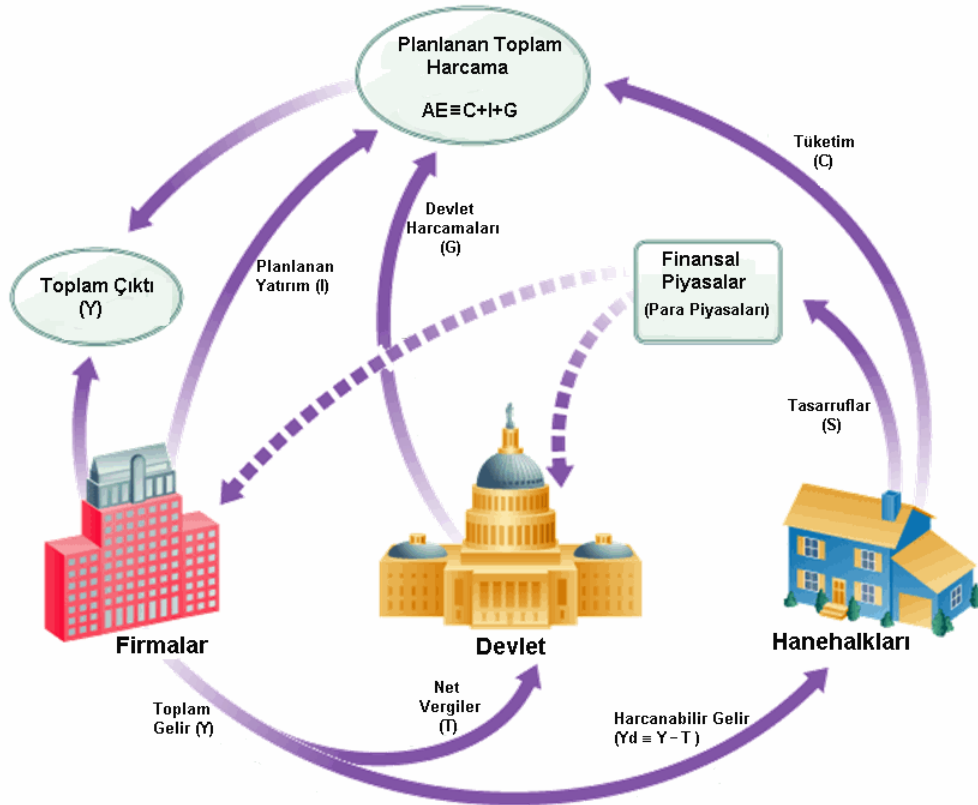 Planlanan Toplam
Harcama
AE≡C+I+G
Tüketim
(C)
Devlet
Harcamaları
(G)
Finansal
Piyasalar
(Para Piyasaları)
Planlanan
Yatırım (I)
Toplam Çıktı
(Y)
Tasarruflar
(S)
Firmalar
Devlet
Hanehalkları
Toplam
Gelir (Y)
Net
Vergiler
(T)
Harcanabilir Gelir
(Yd ≡ Y – T )